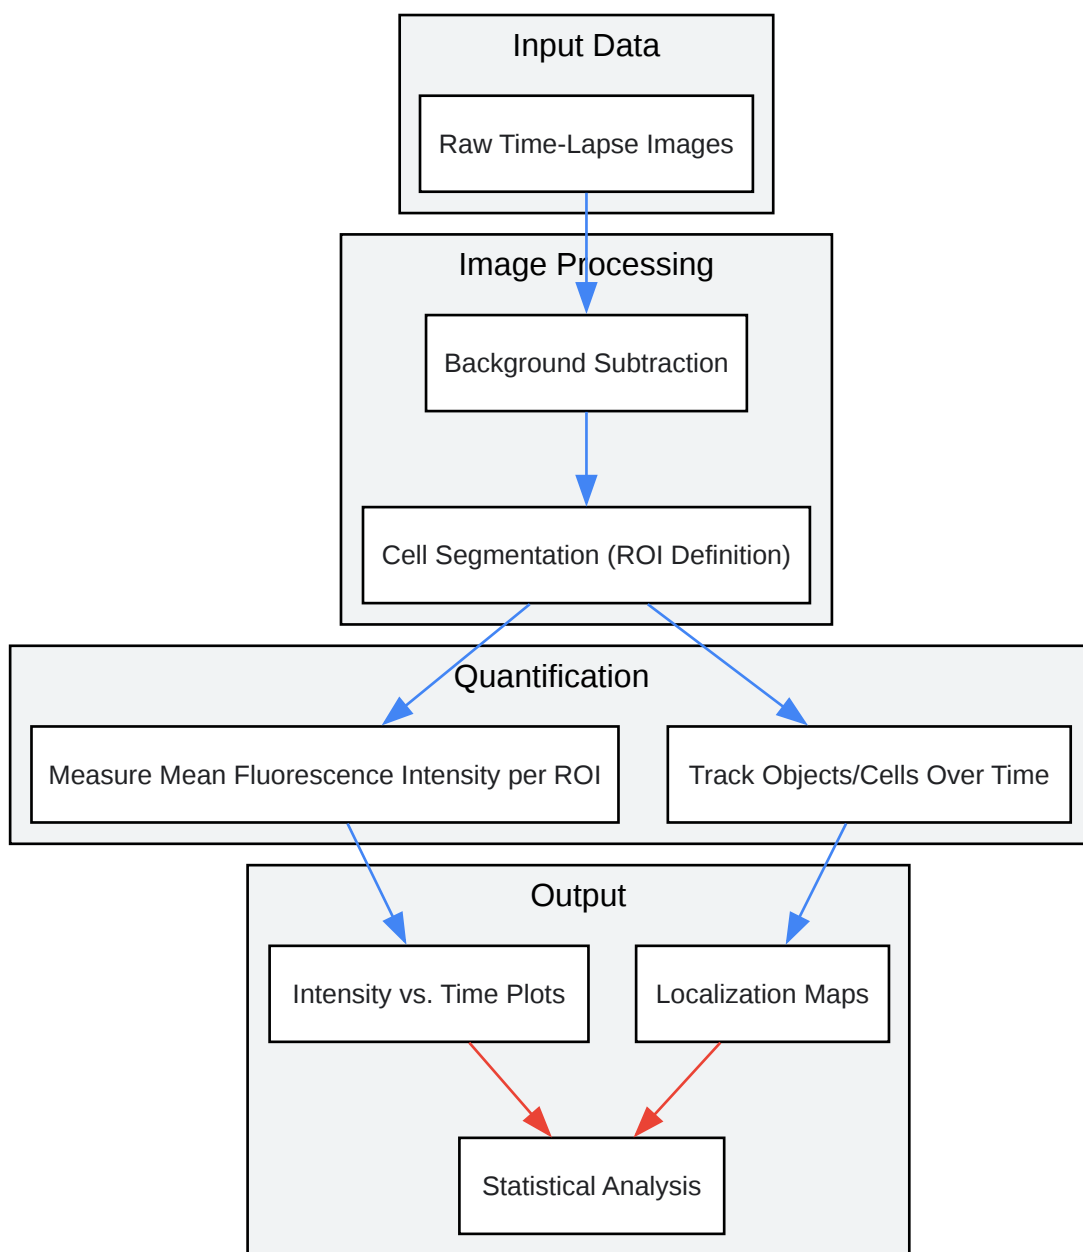 Input Data
Raw Time-Lapse Images
Image Processing
Background Subtraction
Cell Segmentation (ROI Definition)
Quantification
Measure Mean Fluorescence Intensity per ROI
Track Objects/Cells Over Time
Output
Intensity vs. Time Plots
Localization Maps
Statistical Analysis